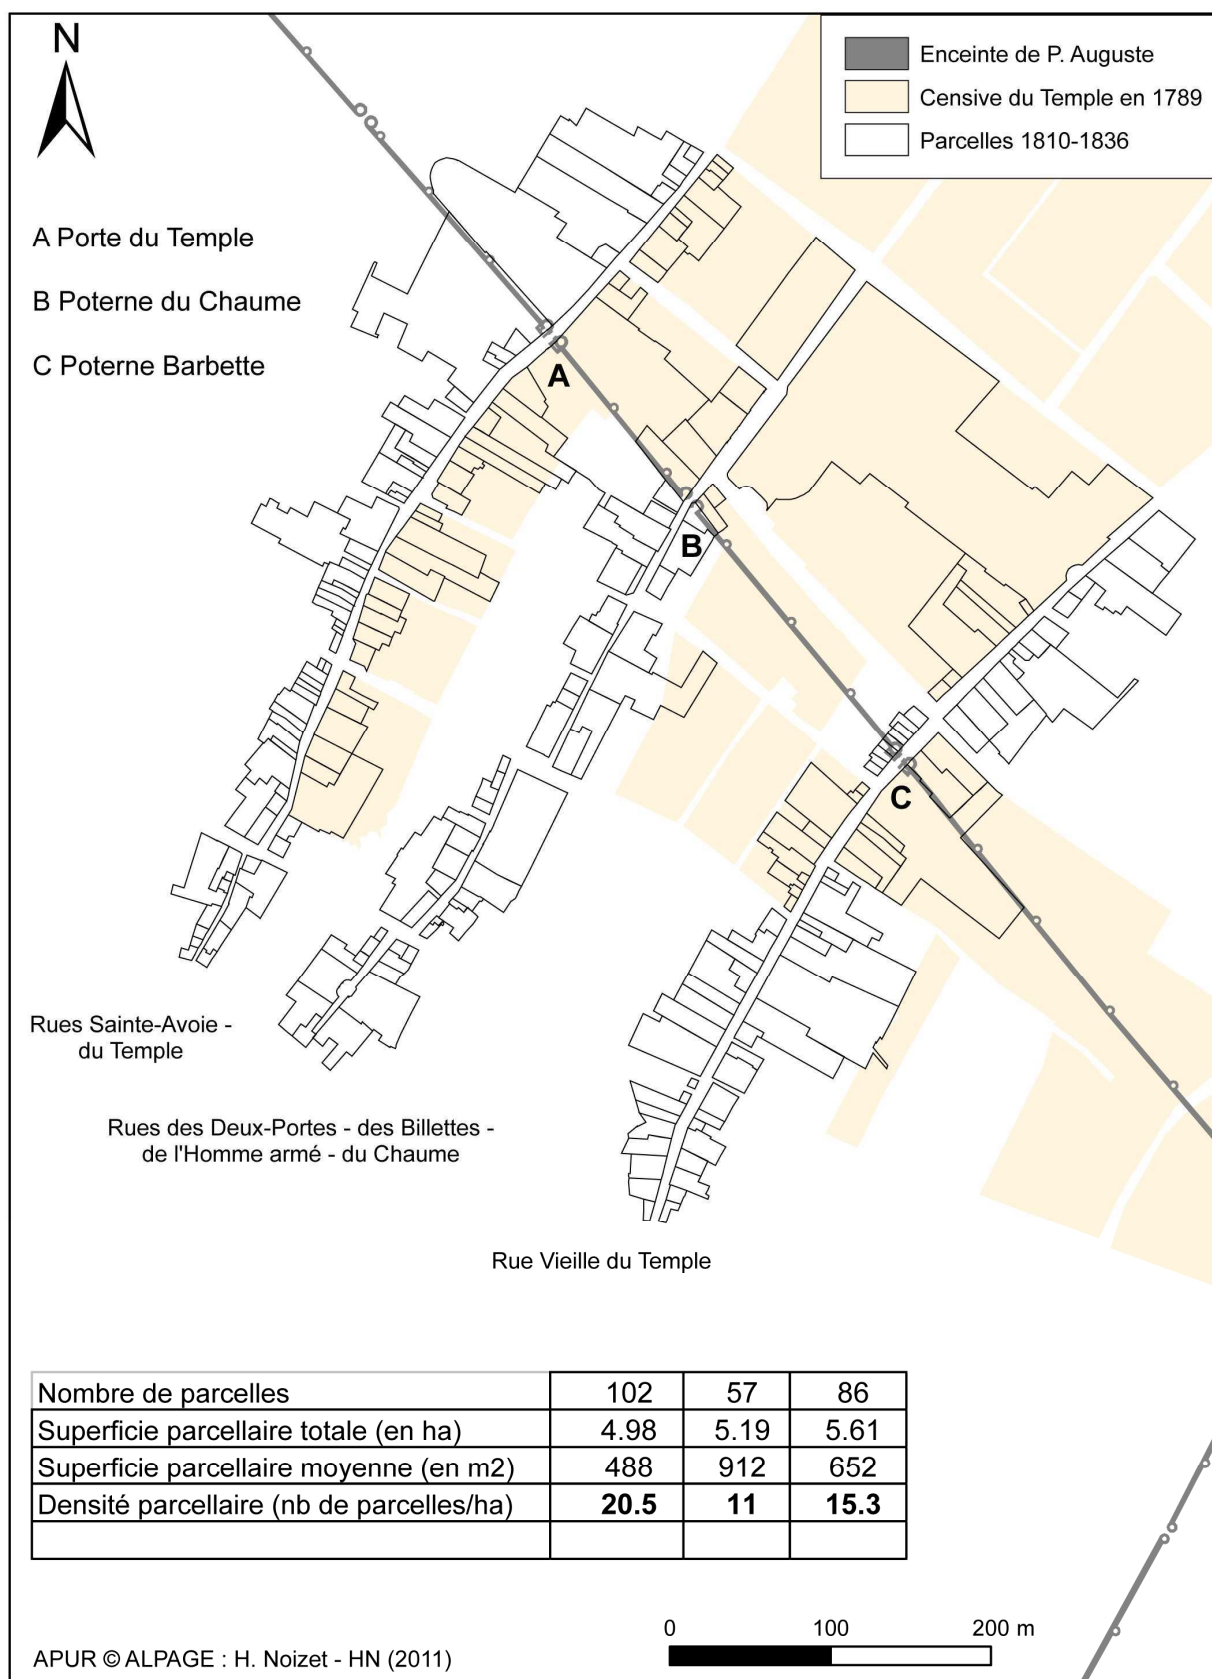 N
Enceinte de P. Auguste
Censive du Temple en 1789
Parcelles 1810-1836
A Porte du Temple
B Poterne du Chaume
C Poterne Barbette
A
B
C
Rues Sainte-Avoie -
du Temple
Rues des Deux-Portes - des Billettes -
de l'Homme armé - du Chaume
Rue Vieille du Temple
Nombre de parcelles 102 57 86
Superficie parcellaire totale (en ha) 4.98 5.19 5.61
Superficie parcellaire moyenne (en m2) 488 912 652
Densité parcellaire (nb de parcelles/ha) 20.5 11 15.3
0 100 200 m
APUR © ALPAGE : H. Noizet - HN (2011)